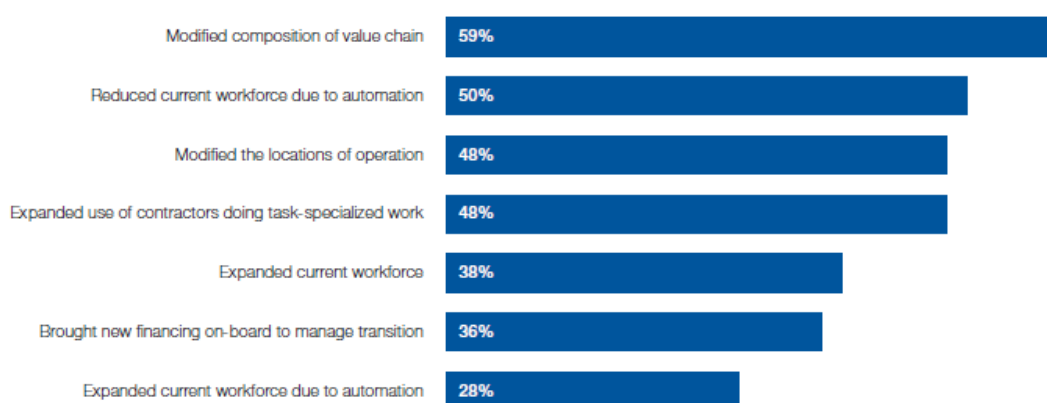 Modified composition of value chain 59%
Reduced current workforce due to automation 50%
Modified the locations of operation 48%
Expanded use of contractors doing task-specialized work 48%
Expanded current workforce 38%
Brought new financing on-board to manage transition 36%
Expanded current workforce due to automation 28%